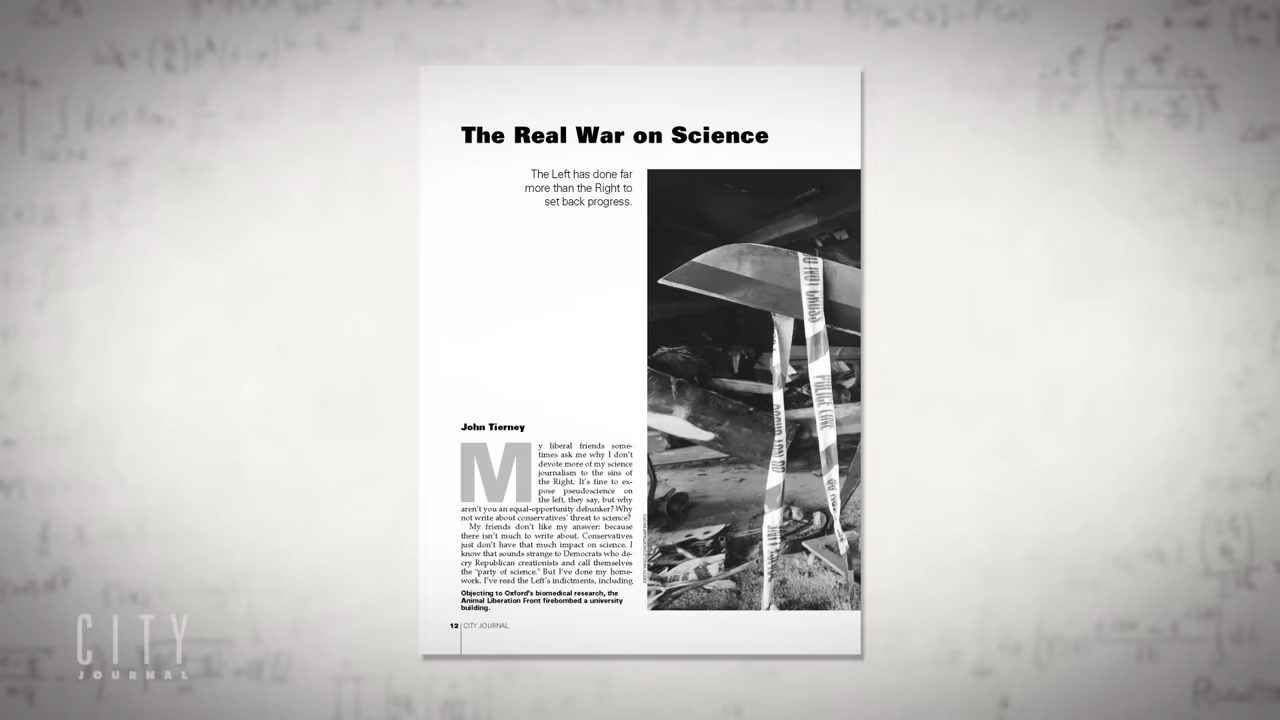 The Real War on Science
The Left has done far
more than the Right to
set back progress.
John Tierney
My liberal friends some-
times ask me why I don't
devote more of my science
journalism to the sins of
the Right. It's fine to ex-
pose pseudoscience on
the left, they say, but why
aren't you an equal-opportunity debunker? Why
not write about conservatives' threat to science?
My friends don't like my answer: because
there isn't much to write about. Conservatives
just don't have that much impact on science. I
know that sounds strange to Democrats who de-
cry Republican creationists and call themselves
the "party of science." But I've done my home-
work. I've read the Left's indictments, including
Objecting to Oxford's biomedical research, the
Animal Liberation Front firebombed a university
building.
12 | CITY JOURNAL
POLICE LINE
CITY
JOURNAL